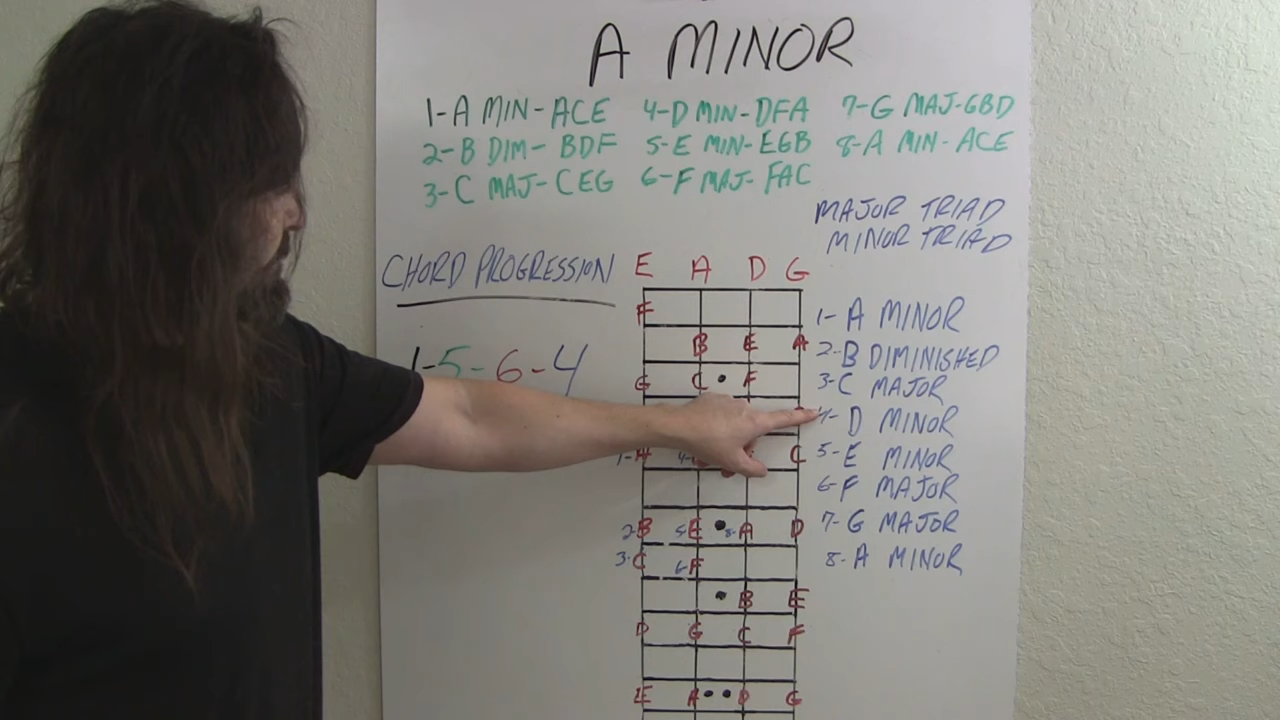 A MINOR
1-A MIN-ACE 4-D MIN-DFA 7-G MAJ-GBD
2-B DIM-BDF 5-E MIN-EGB 8-A MIN-ACE
3-C MAJ-CEG 6-F MAJ-FAC
MAJOR TRIAD
MINOR TRIAD
CHORD PROGRESSION
1-5-6-4
E A D G
F
B E A
G C F
1-A 4- C
2-B 5-E 8-A D
3-C 6-F
B E
D G C F
E A D G
1- A MINOR
2-B DIMINISHED
3-C MAJOR
4- D MINOR
5-E MINOR
6-F MAJOR
7-G MAJOR
8- A MINOR